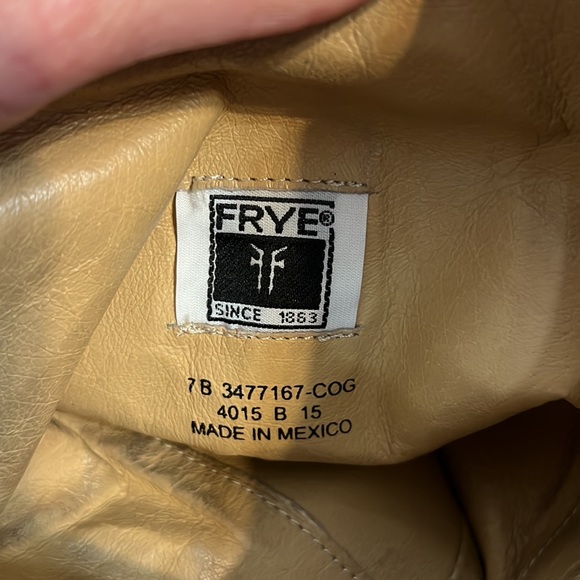 FRYE®
SINCE 1863
7B 3477167-COG
4015 B 15
MADE IN MEXICO